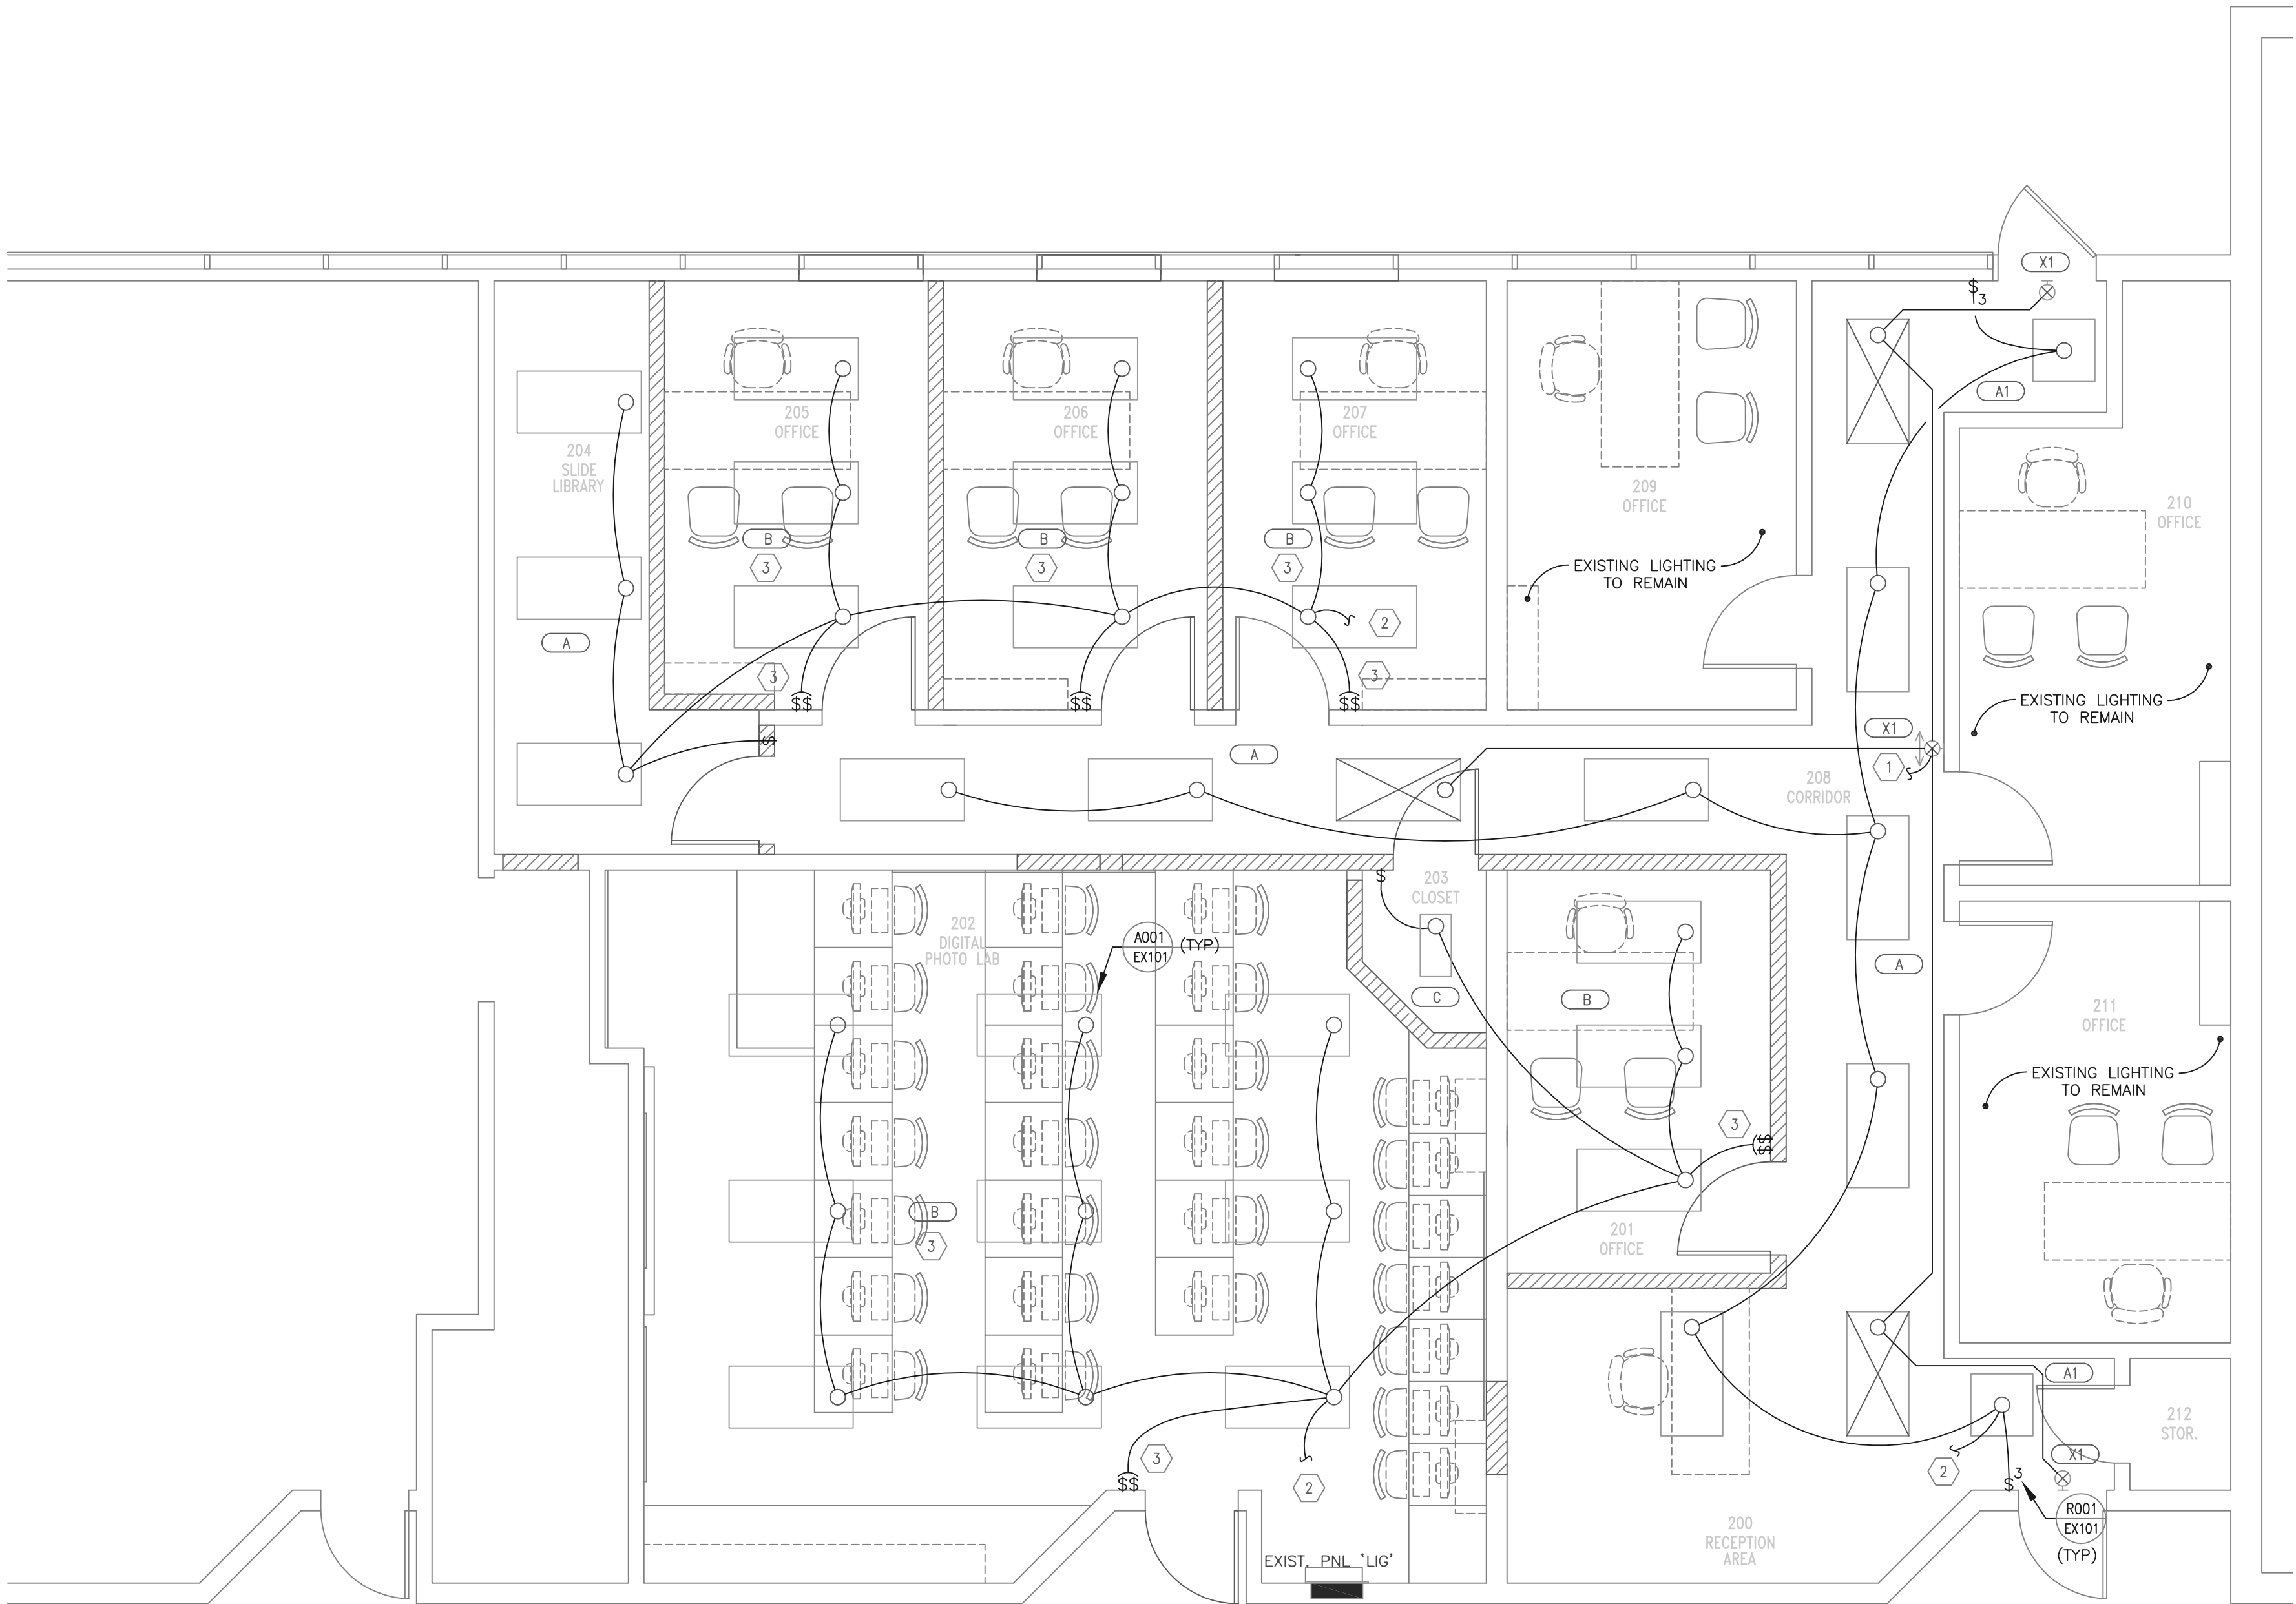 X1
$
3
A1
205
OFFICE
206
OFFICE
207
OFFICE
204
SLIDE
LIBRARY
209
OFFICE
210
OFFICE
B
3
B
3
B
3
EXISTING LIGHTING
TO REMAIN
A
2
3
$$
$$
3
$$
EXISTING LIGHTING
TO REMAIN
$
A
X1
1
208
CORRIDOR
$
203
CLOSET
202
DIGITAL
PHOTO LAB
A001
EX101
(TYP)
A
C
B
211
OFFICE
EXISTING LIGHTING
TO REMAIN
3
$$
B
3
201
OFFICE
A1
212
STOR.
3
$$
2
2
X1
$3
R001
EX101
(TYP)
200
RECEPTION
AREA
EXIST. PNL 'LIG'